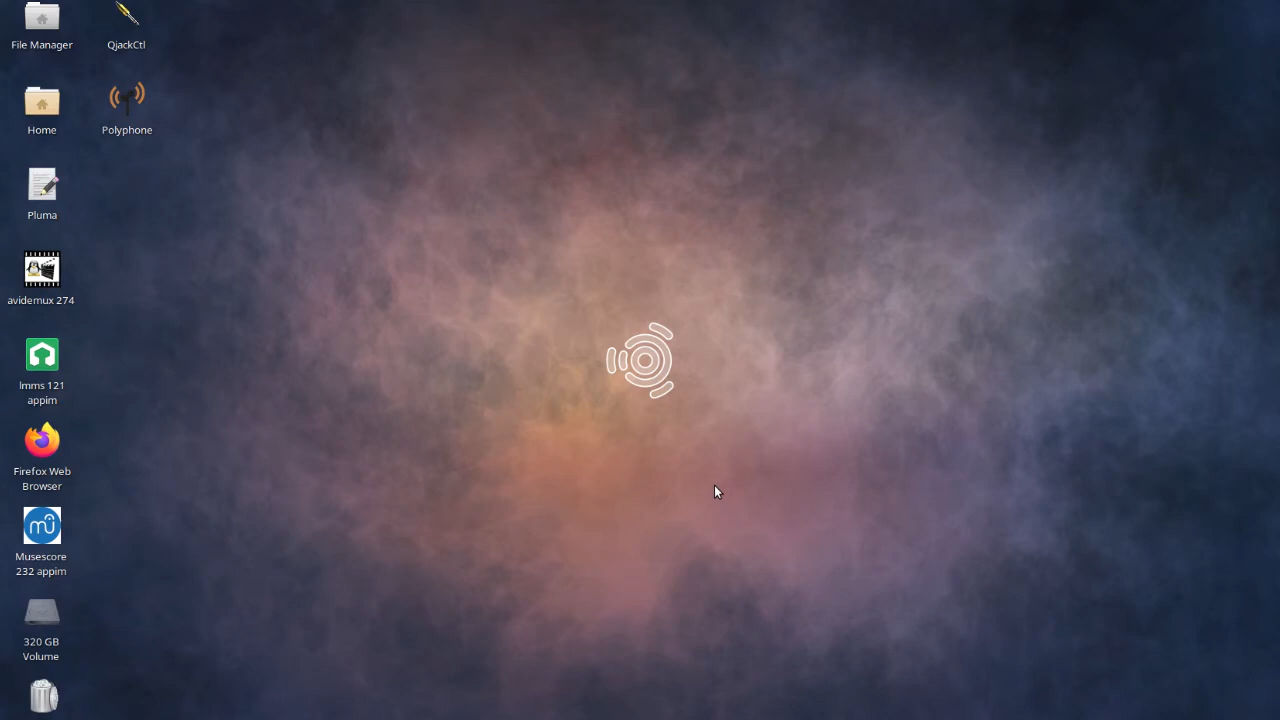 File Manager
QjackCtl
Home
Polyphone
Pluma
avidemux 274
lmms 121
appim
Firefox Web
Browser
mu
Musescore
232 appim
320 GB
Volume